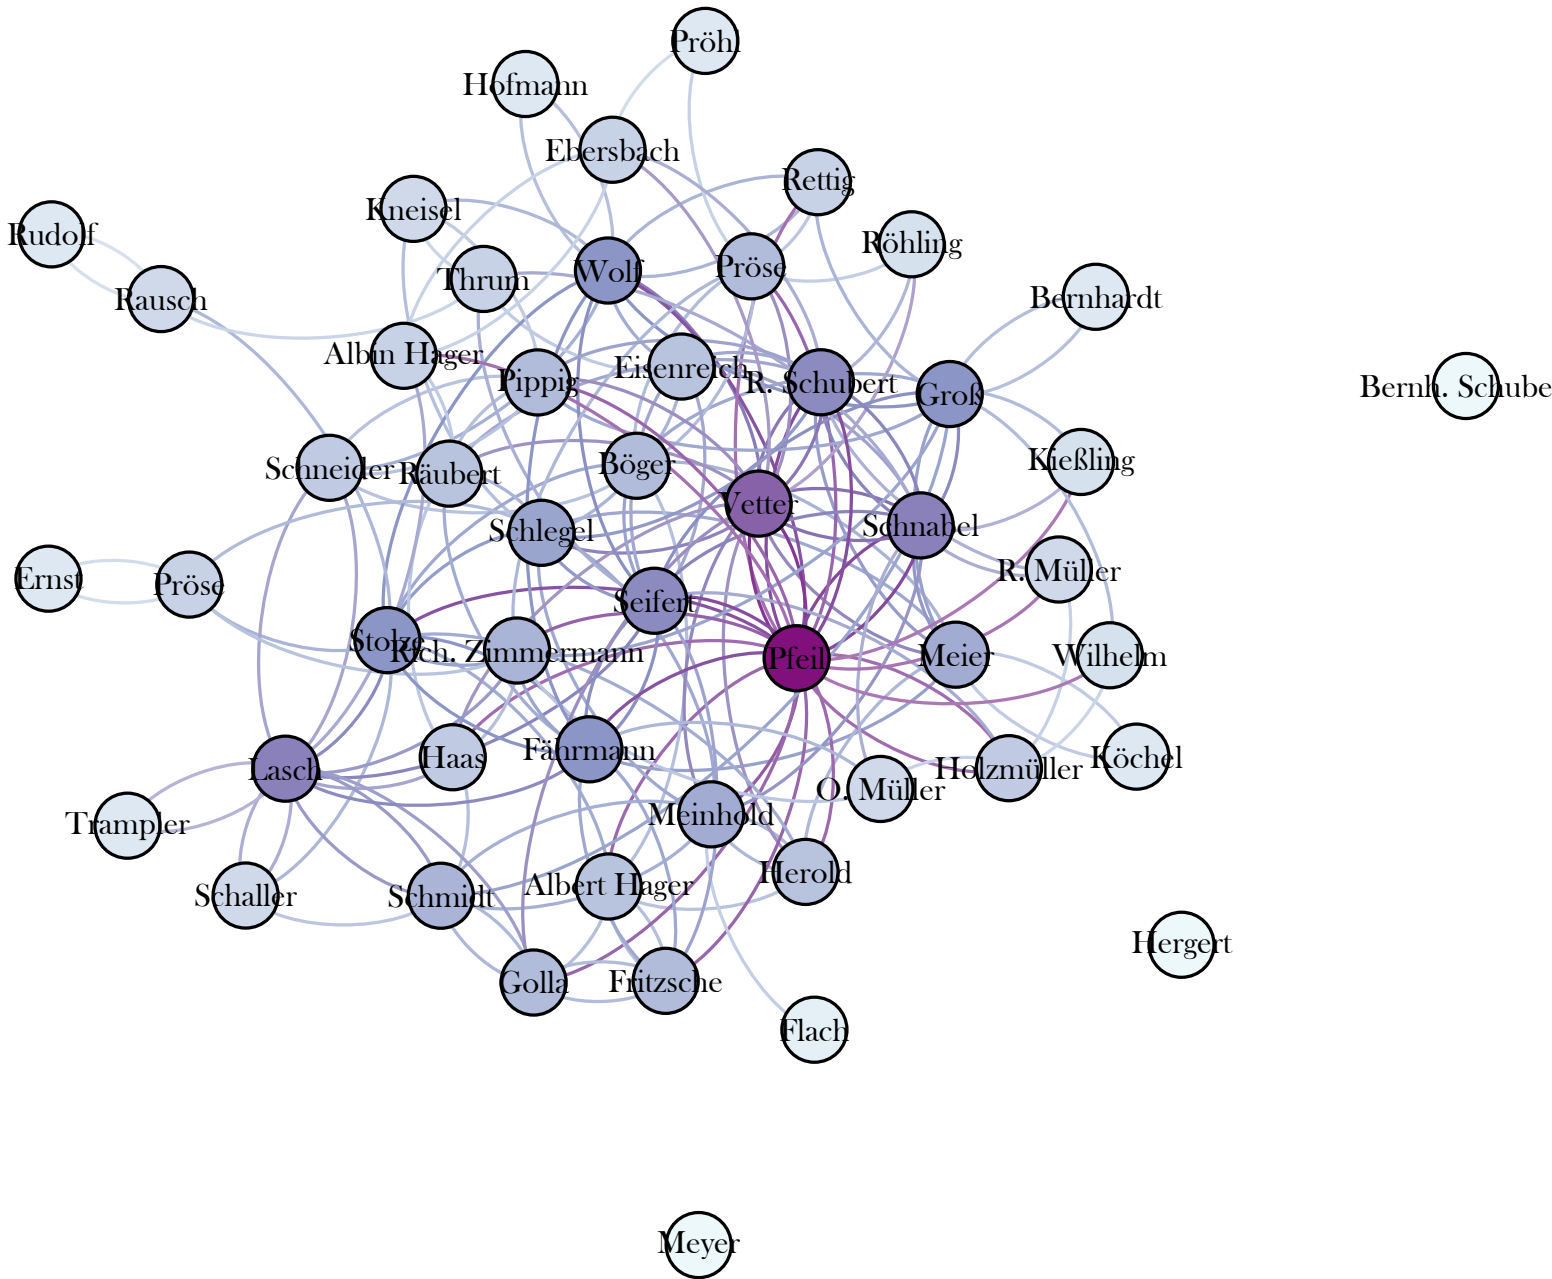 Pröhl
Hofmann
Ebersbach
Rettig
Kneisel
Rudolf
Röhling
Wolf
Pröse
Thrum
Rausch
Bernhardt
Albin Hager
Eisenreich
Pippig
R. Schubert
Groß
Bernh. Schube
Kießling
Böger
Schneider
Räubert
Vetter
Schnabel
Schlegel
R. Müller
Ernst
Pröse
Seifert
Stolze
Rich. Zimmermann
Pfeil
Meier
Wilhelm
Fährmann
Haas
Köchel
Lasch
Holzmüller
O. Müller
Meinhold
Trampler
Herold
Albert Hager
Schaller
Schmidt
Hergert
Golla
Fritzsche
Flach
Meyer